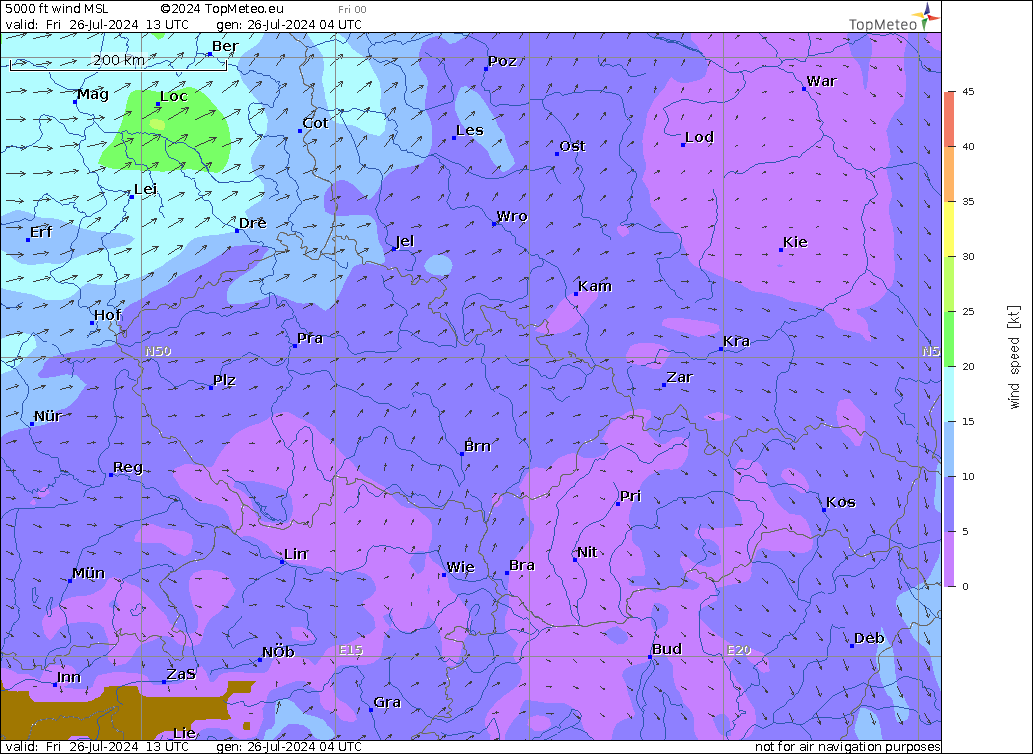 5000 ft wind MSL ©2024 TopMeteo.eu Fri 00
valid: Fri 26-Jul-2024 13 UTC gen: 26-Jul-2024 04 UTC
TopMeteo
Ber
200 km
Poz
War
Mag
Loc
Cot
Les
Lod
Ost
Lei
Wro
Erf
Dre
Jel
Kie
Kam
Hof
Pra
N50
Kra
N5
Plz
Zar
Nür
Brn
Reg
Pri
Kos
Lin
Nit
Wie
Bra
Mün
Deb
NÖb
E15
Bud
E20
Inn
ZaS
Gra
Lie
45
40
35
30
25
20
15
10
5
0
wind speed [kt]
valid: Fri 26-Jul-2024 13 UTC gen: 26-Jul-2024 04 UTC not for air navigation purposes